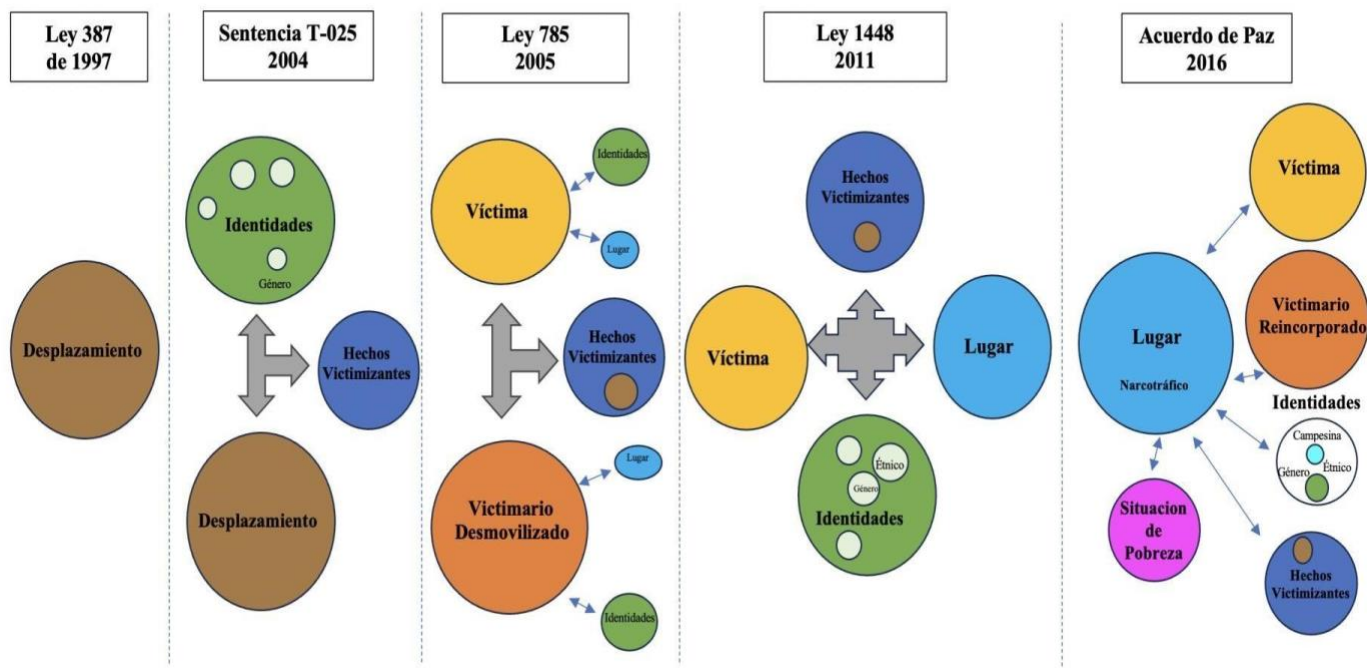 Ley 387
de 1997
Desplazamiento
Sentencia T-025
2004
Identidades
Género
Hechos
Victimizantes
Desplazamiento
Ley 785
2005
Víctima
Identidades
Lugar
Hechos
Victimizantes
Lugar
Victimario
Desmovilizado
Identidades
Ley 1448
2011
Hechos
Victimizantes
Víctima
Lugar
Étnico
Género
Identidades
Acuerdo de Paz
2016
Víctima
Lugar
Narcotráfico
Victimario
Reincorporado
Identidades
Campesina
Género
Étnico
Situacion
de
Pobreza
Hechos
Victimizantes